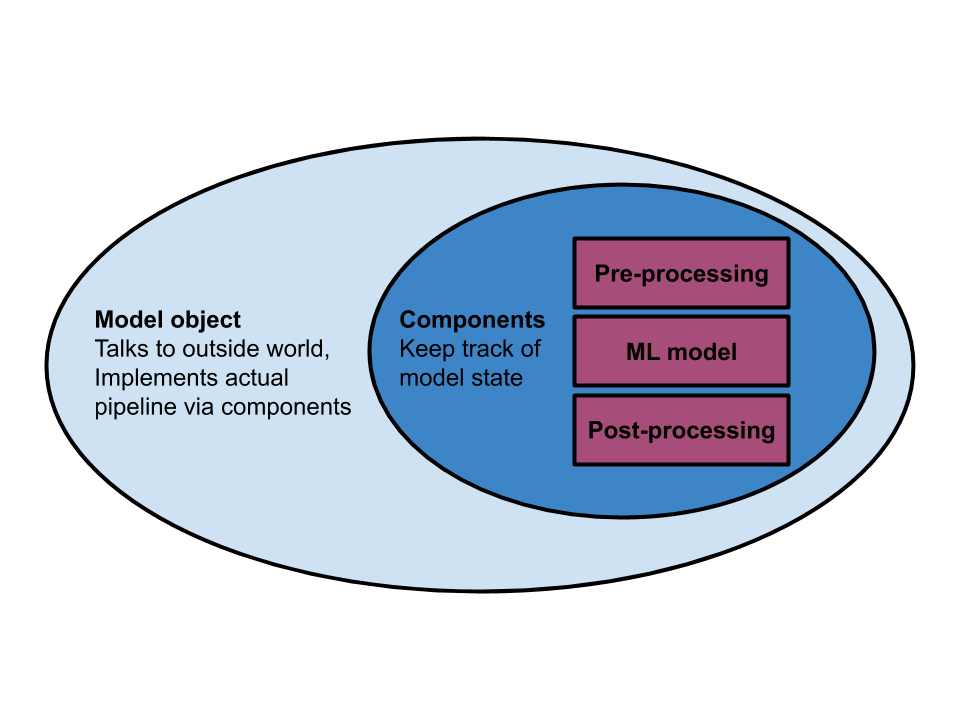 Model object
Talks to outside world,
Implements actual
pipeline via components
Components
Keep track of
model state
Pre-processing
ML model
Post-processing